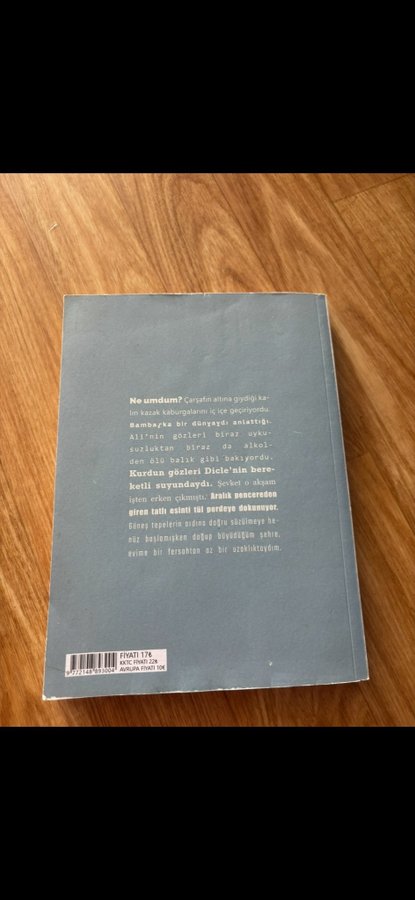 Ne umdum? Çarşafın altına giydiği ka-
lın kazak kaburgalarını iç içe geçiriyordu.
Bambaşka bir dünyaydı anlattığı.
Ali'nin gözleri biraz uyku-
suzluktan biraz da alkol-
den ölü balık gibi bakıyordu.
Kurdun gözleri Dicle'nin bere-
ketli suyundaydı. Şevket o akşam
işten erken çıkmıştı. Aralık pencereden
giren tatlı esinti tül perdeye dokunuyor.
Güneş tepelerin ardına doğru süzülmeye he-
nüz başlamışken doğup büyüdüğüm şehre,
evime bir fersahtan az bir uzaklıktaydım.
FİYATI 17₺
KKTC FİYATI 22₺
AVRUPA FİYATI 10€
9 772148 893004